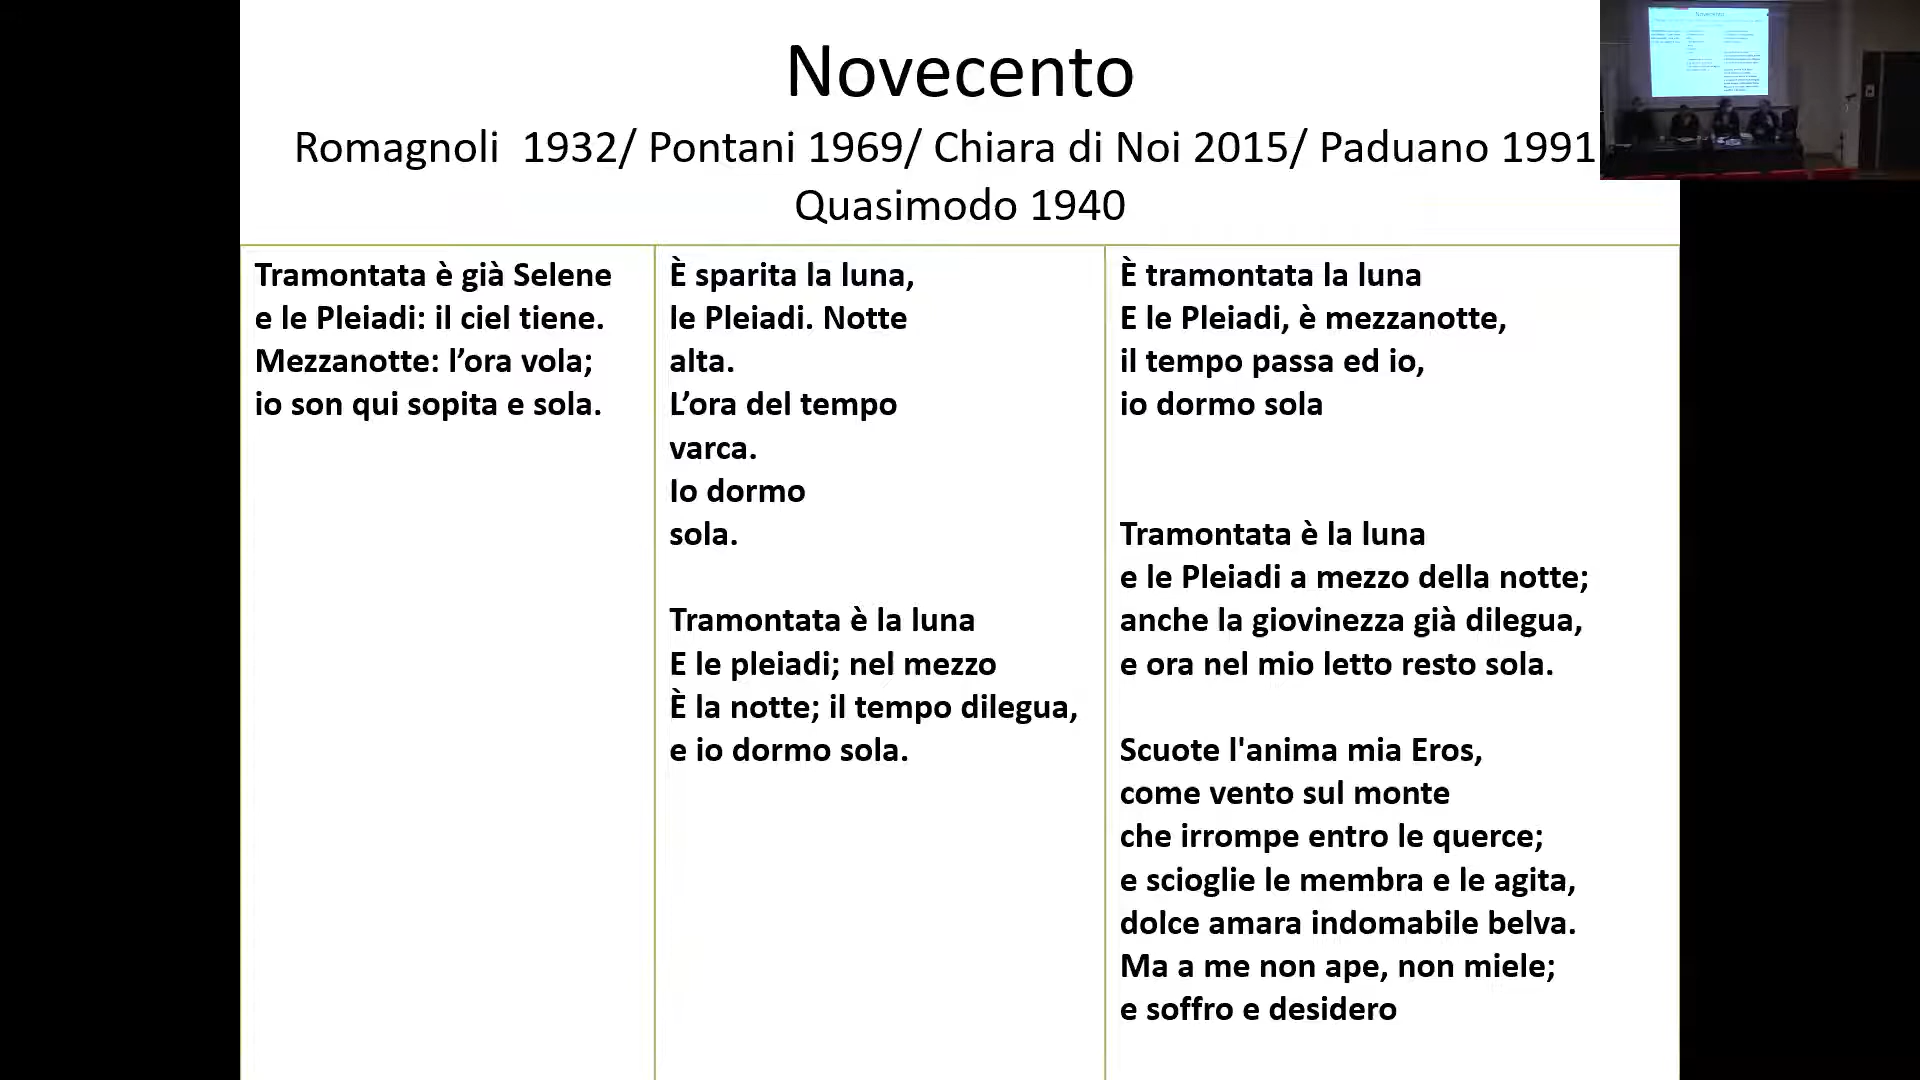 Novecento
Romagnoli 1932/ Pontani 1969/ Chiara di Noi 2015/ Paduano 1991
Quasimodo 1940
Tramontata è già Selene
e le Pleiadi: il ciel tiene.
Mezzanotte: l’ora vola;
io son qui sopita e sola.
È sparita la luna,
le Pleiadi. Notte
alta.
L’ora del tempo
varca.
Io dormo
sola.
Tramontata è la luna
E le pleiadi; nel mezzo
È la notte; il tempo dilegua,
e io dormo sola.
È tramontata la luna
E le Pleiadi, è mezzanotte,
il tempo passa ed io,
io dormo sola
Tramontata è la luna
e le Pleiadi a mezzo della notte;
anche la giovinezza già dilegua,
e ora nel mio letto resto sola.
Scuote l'anima mia Eros,
come vento sul monte
che irrompe entro le querce;
e scioglie le membra e le agita,
dolce amara indomabile belva.
Ma a me non ape, non miele;
e soffro e desidero
Novecento